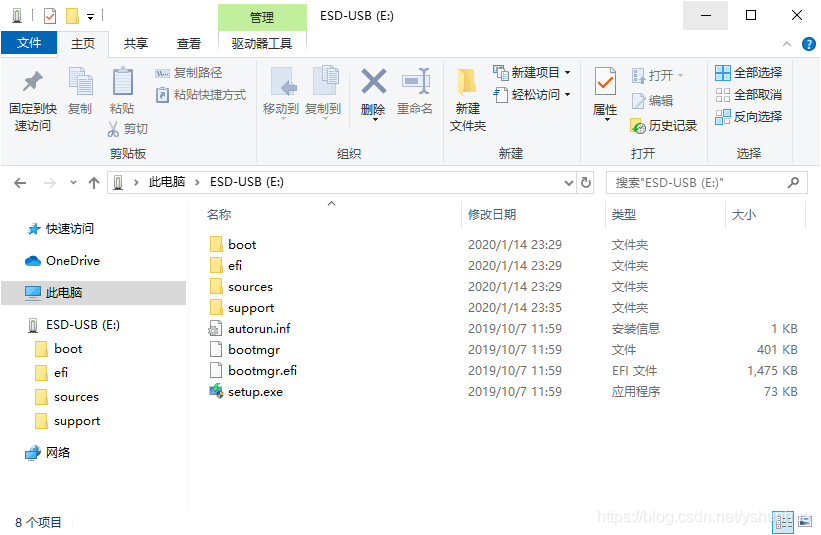 管理
ESD-USB (E:)
文件
主页
共享
查看
驱动器工具
固定到快
速访问
复制
粘贴
复制路径
粘贴快捷方式
剪切
剪贴板
移动到
复制到
删除
重命名
组织
新建
文件夹
新建项目
轻松访问
新建
属性
打开
编辑
历史记录
打开
全部选择
全部取消
反向选择
选择
此电脑 ESD-USB (E:)
搜索"ESD-USB (E:)"
快速访问
OneDrive
此电脑
ESD-USB (E:)
boot
efi
sources
support
网络
名称 修改日期 类型 大小
boot 2020/1/14 23:29 文件夹
efi 2020/1/14 23:29 文件夹
sources 2020/1/14 23:29 文件夹
support 2020/1/14 23:35 文件夹
autorun.inf 2019/10/7 11:59 安装信息 1 KB
bootmgr 2019/10/7 11:59 文件 401 KB
bootmgr.efi 2019/10/7 11:59 EFI 文件 1,475 KB
setup.exe 2019/10/7 11:59 应用程序 73 KB
8 个项目